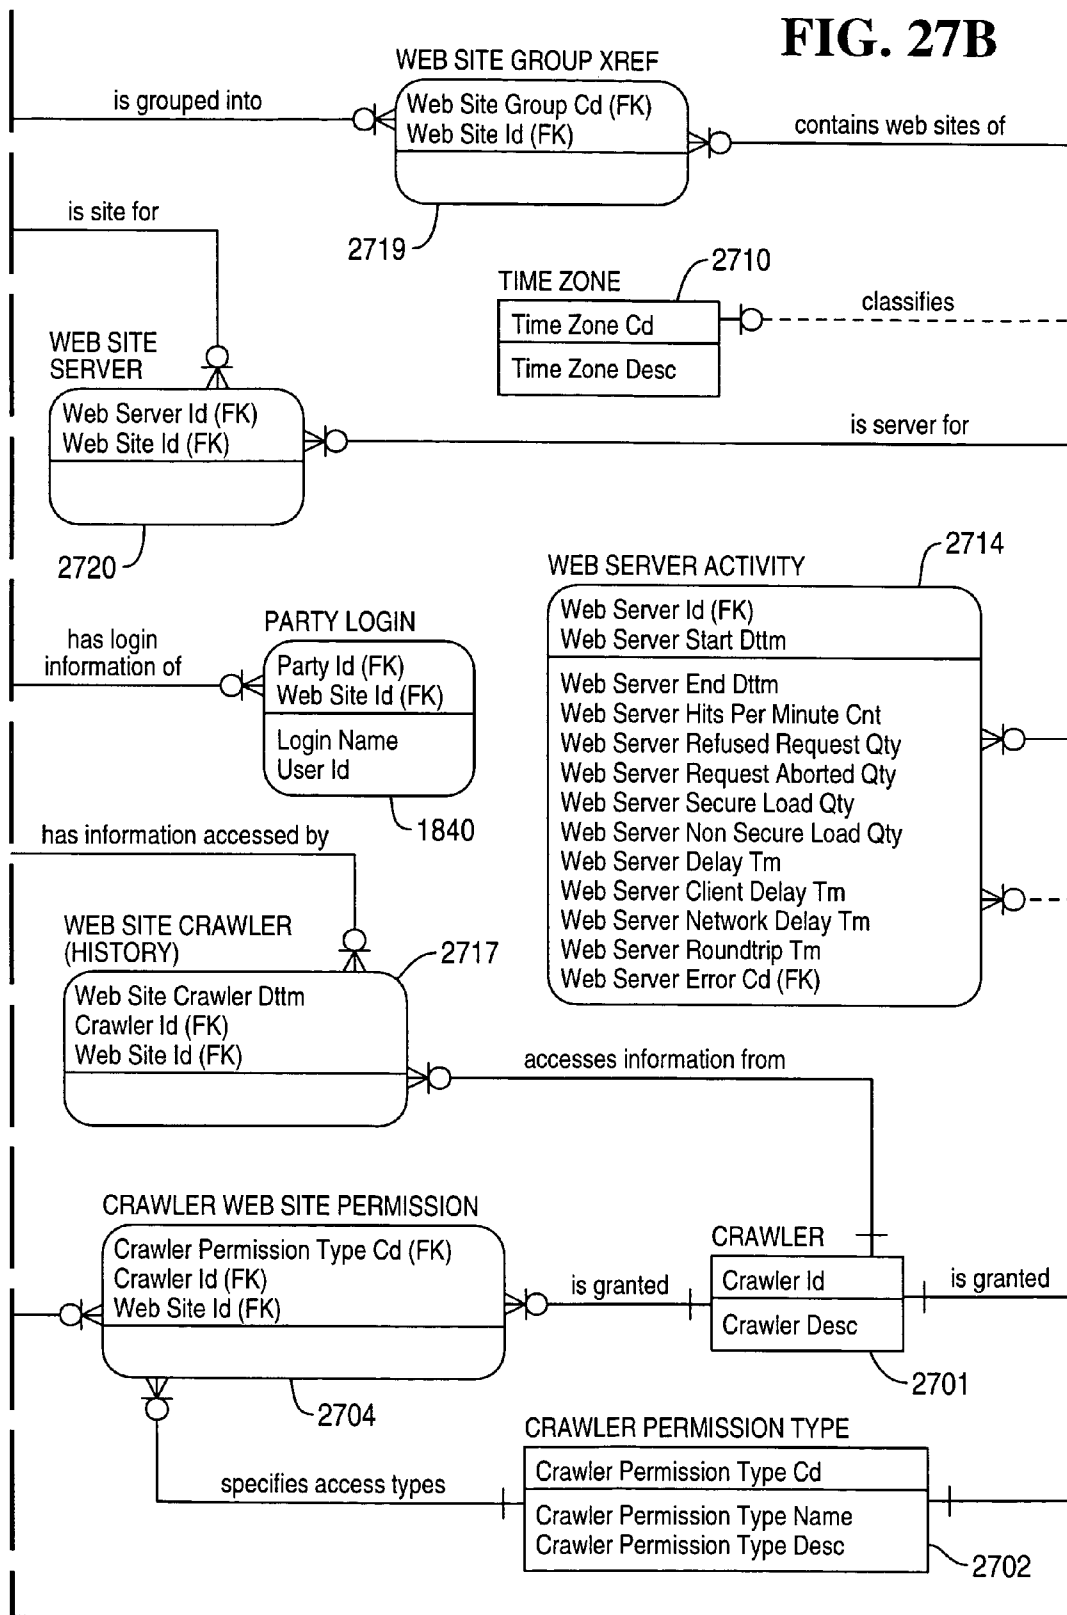 FIG. 27B
WEB SITE GROUP XREF
is grouped into
Web Site Group Cd (FK)
Web Site Id (FK)
contains web sites of
2719
is site for
TIME ZONE
2710
Time Zone Cd
Time Zone Desc
classifies
WEB SITE
SERVER
Web Server Id (FK)
Web Site Id (FK)
is server for
2720
WEB SERVER ACTIVITY
2714
Web Server Id (FK)
Web Server Start Dttm
Web Server End Dttm
Web Server Hits Per Minute Cnt
Web Server Refused Request Qty
Web Server Request Aborted Qty
Web Server Secure Load Qty
Web Server Non Secure Load Qty
Web Server Delay Tm
Web Server Client Delay Tm
Web Server Network Delay Tm
Web Server Roundtrip Tm
Web Server Error Cd (FK)
PARTY LOGIN
has login
information of
Party Id (FK)
Web Site Id (FK)
Login Name
User Id
1840
has information accessed by
WEB SITE CRAWLER
(HISTORY)
2717
Web Site Crawler Dttm
Crawler Id (FK)
Web Site Id (FK)
accesses information from
CRAWLER WEB SITE PERMISSION
Crawler Permission Type Cd (FK)
Crawler Id (FK)
Web Site Id (FK)
2704
is granted
CRAWLER
Crawler Id
Crawler Desc
is granted
2701
CRAWLER PERMISSION TYPE
specifies access types
Crawler Permission Type Cd
Crawler Permission Type Name
Crawler Permission Type Desc
2702